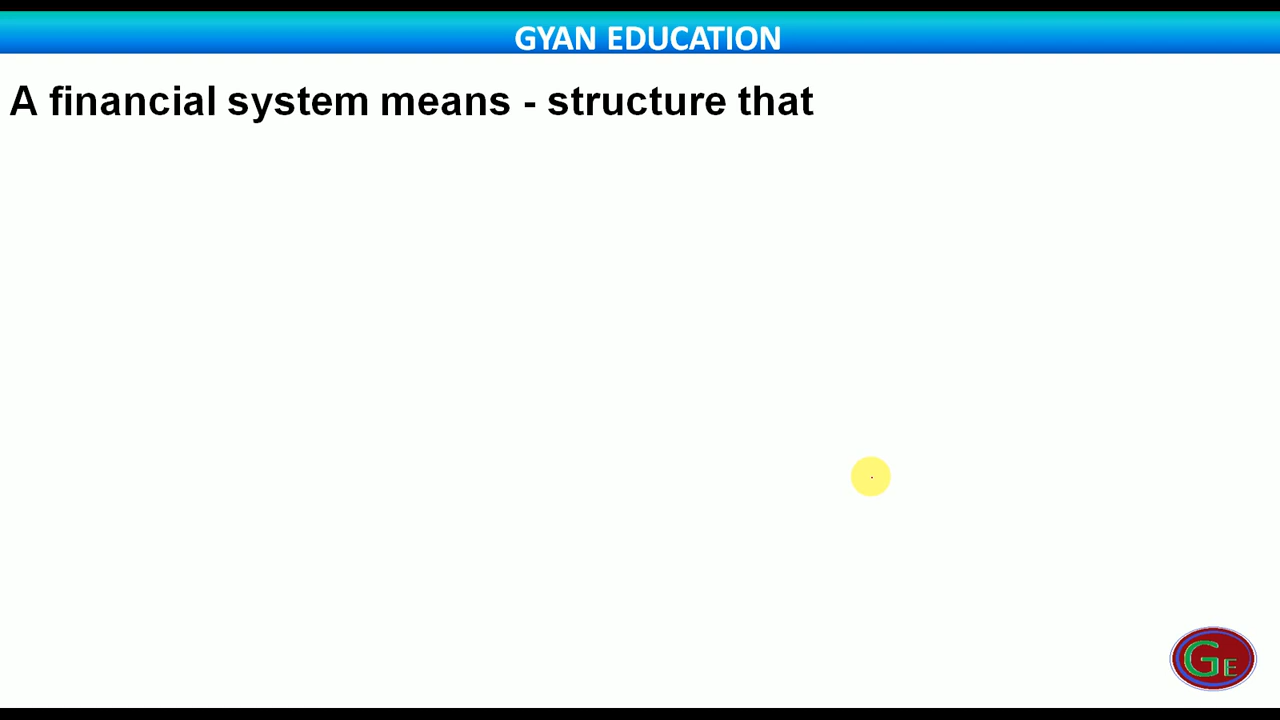 GYAN EDUCATION
A financial system means - structure that
GE